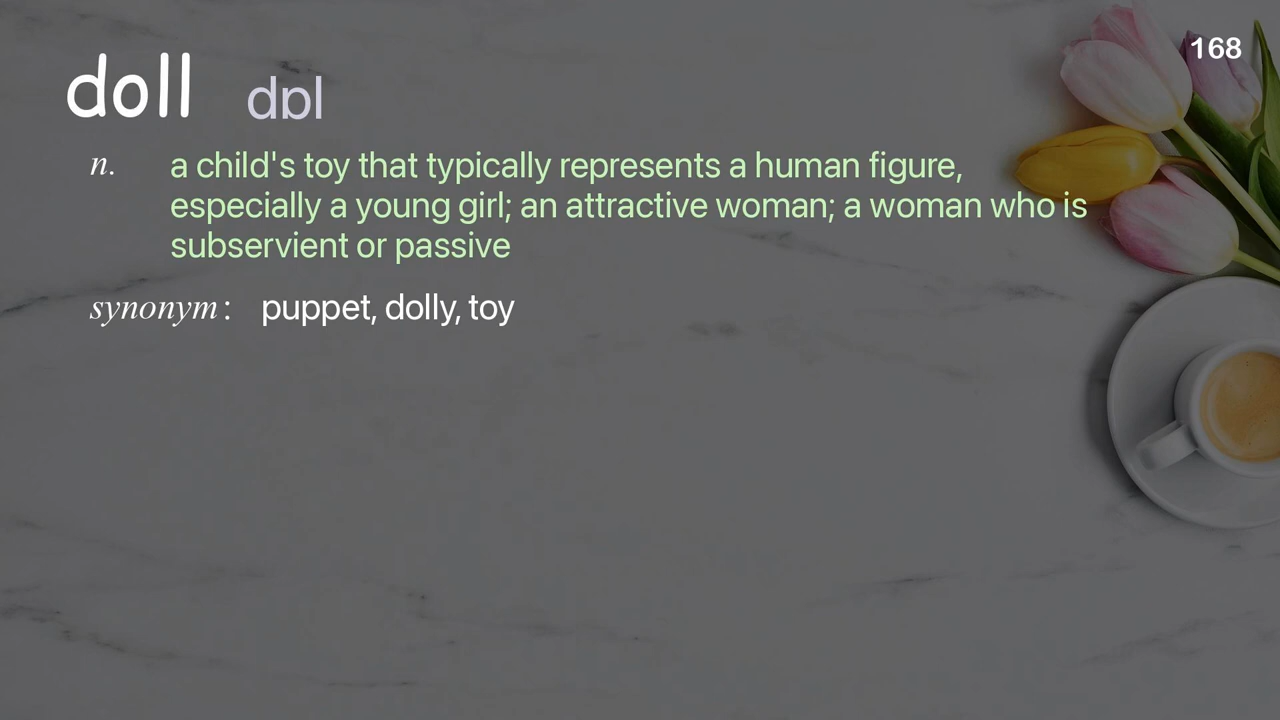 168
doll dɒl
n. a child's toy that typically represents a human figure,
especially a young girl; an attractive woman; a woman who is
subservient or passive
synonym: puppet, dolly, toy